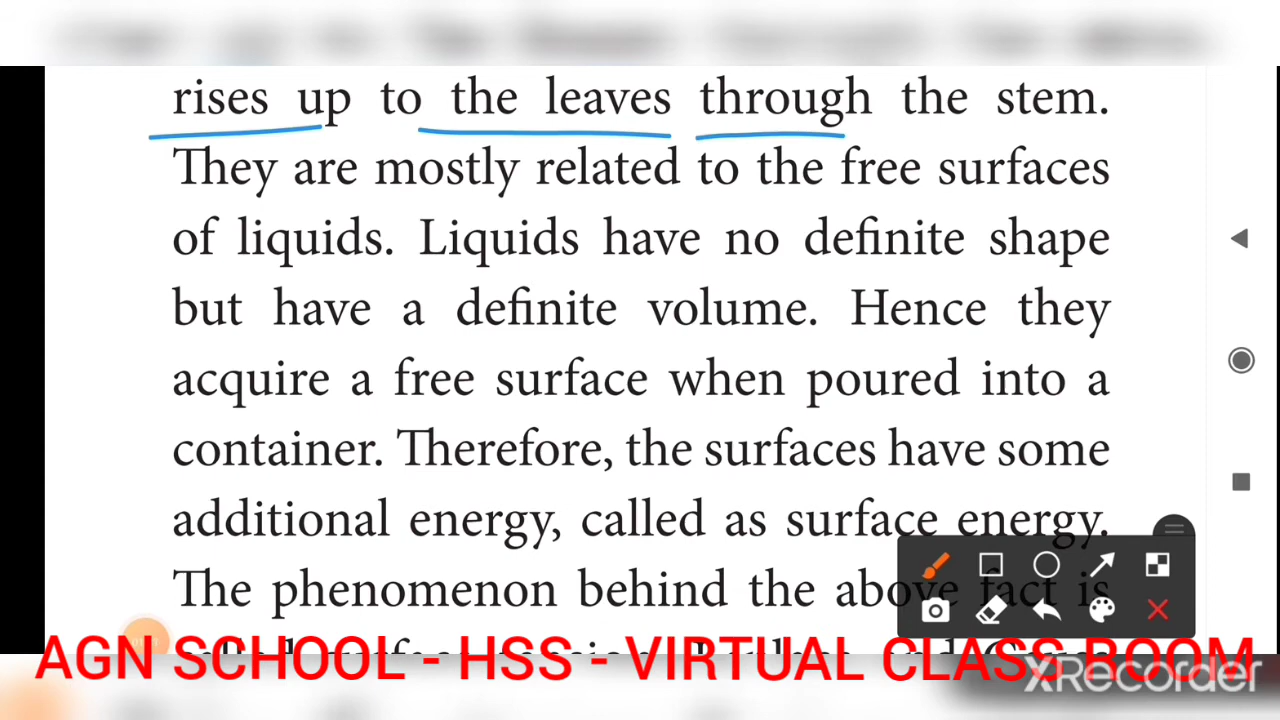 rises up to the leaves through the stem.
They are mostly related to the free surfaces
of liquids. Liquids have no definite shape
but have a definite volume. Hence they
acquire a free surface when poured into a
container. Therefore, the surfaces have some
additional energy, called as surface energy.
The phenomenon behind the above fact is
AGN SCHOOL - HSS - VIRTUAL CLASS ROOM
XRecorder